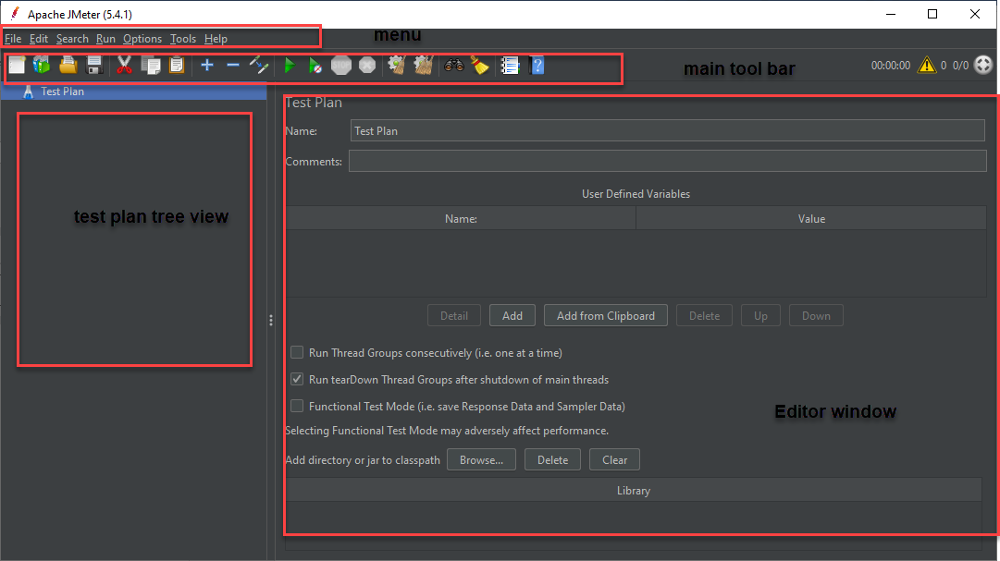 Apache JMeter (5.4.1)
File Edit Search Run Options Tools Help
menu
main tool bar
00:00:00 0 0/0
Test Plan
Test Plan
Name: Test Plan
Comments:
User Defined Variables
Name: Value
test plan tree view
Detail Add Add from Clipboard Delete Up Down
Run Thread Groups consecutively (i.e. one at a time)
Run tearDown Thread Groups after shutdown of main threads
Functional Test Mode (i.e. save Response Data and Sampler Data)
Editor window
Selecting Functional Test Mode may adversely affect performance.
Add directory or jar to classpath Browse... Delete Clear
Library